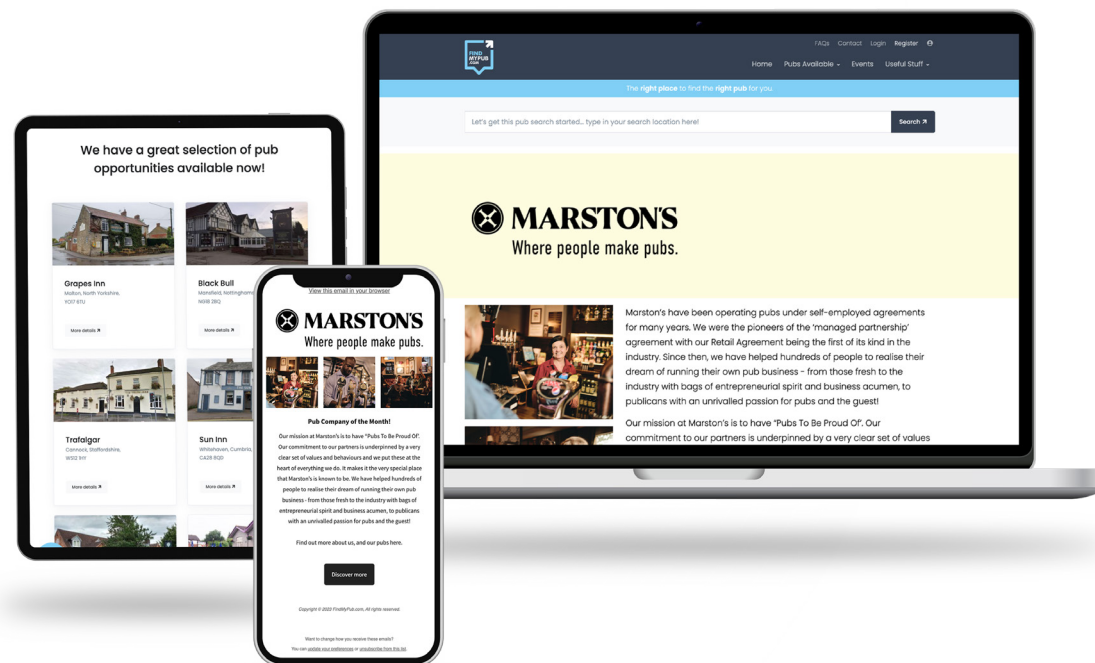 FIND
MYPUB
.COM
FAQs Contact Login Register
Home Pubs Available Events Useful Stuff
The right place to find the right pub for you
Let's get this pub search started... type in your search location here!
Search
MARSTON'S
Where people make pubs.
Marston's have been operating pubs under self-employed agreements
for many years. We were the pioneers of the 'managed partnership'
agreement with our Retail Agreement being the first of its kind in the
industry. Since then, we have helped hundreds of people to realise their
dream of running their own pub business - from those fresh to the
industry with bags of entrepreneurial spirit and business acumen, to
publicans with an unrivalled passion for pubs and the guest!
Our mission at Marston's is to have "Pubs To Be Proud Of'. Our
commitment to our partners is underpinned by a very clear set of values
We have a great selection of pub
opportunities available now!
Grapes Inn
Malton, North Yorkshire,
YO17 8TU
More details
Black Bull
Mansfield, Nottinghams
NG18 3BQ
More details
Trafalgar
Cannock, Staffordshire,
WS12 1HY
More details
Sun Inn
Whitehaven, Cumbria,
CA28 8QD
More details
View this email in your browser
MARSTON'S
Where people make pubs.
Pub Company of the Month!
Our mission at Marston's is to have "Pubs To Be Proud Of'.
Our commitment to our partners is underpinned by a very
clear set of values and behaviours and we put these at the
heart of everything we do. It makes it the very special place
that Marston's is known to be. We have helped hundreds of
people to realise their dream of running their own pub
business - from those fresh to the industry with bags of
entrepreneurial spirit and business acumen, to publicans
with an unrivalled passion for pubs and the guest!
Find out more about us, and our pubs here.
Discover more
Copyright © 2022 FindMyPub.com, All rights reserved.
Want to change how you receive these emails?
You can update your preferences or unsubscribe from this list.